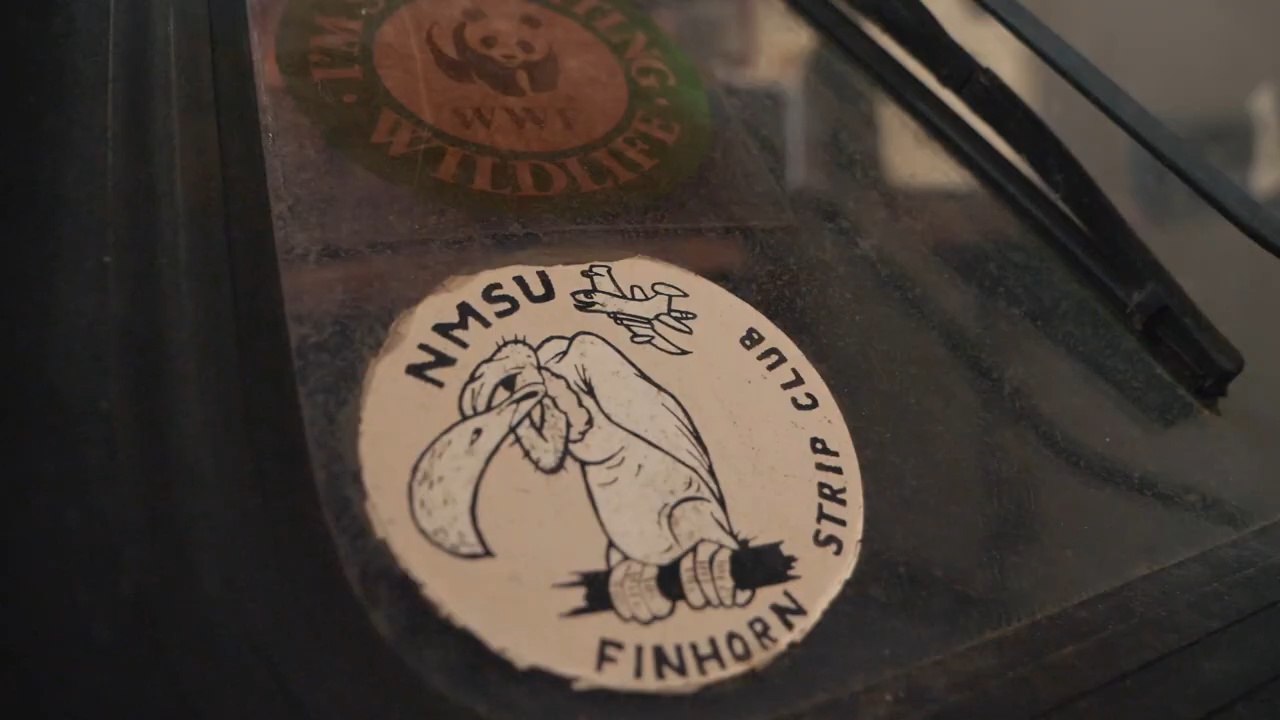 I'M
WWF
WILDLIFE
NMSU
STRIP CLUB
FINHORN